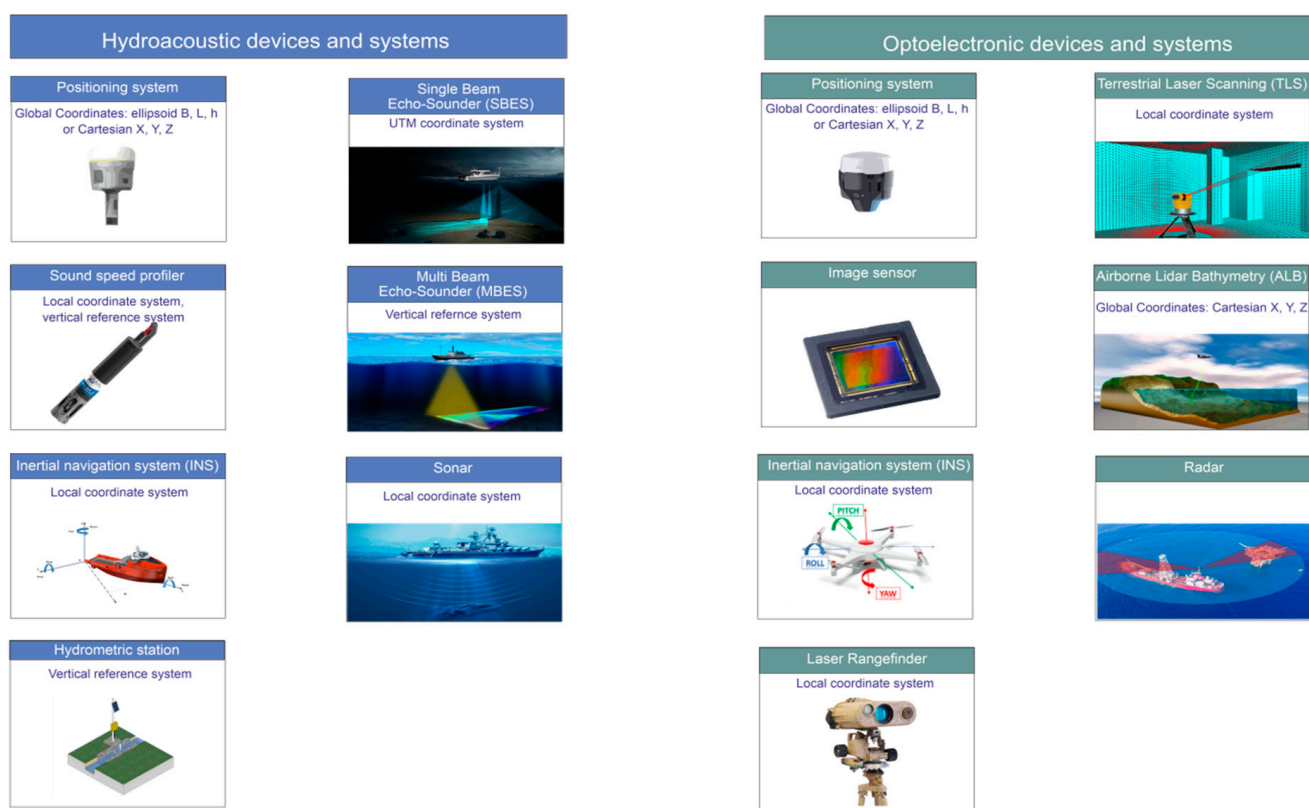 Hydroacoustic devices and systems
Positioning system
Global Coordinates: ellipsoid B, L, h
or Cartesian X, Y, Z
Single Beam
Echo-Sounder (SBES)
UTM coordinate system
Sound speed profiler
Local coordinate system,
vertical reference system
Multi Beam
Echo-Sounder (MBES)
Vertical refernce system
Inertial navigation system (INS)
Local coordinate system
Sonar
Local coordinate system
Hydrometric station
Vertical reference system
Optoelectronic devices and systems
Positioning system
Global Coordinates: ellipsoid B, L, h
or Cartesian X, Y, Z
Terrestrial Laser Scanning (TLS)
Local coordinate system
Image sensor
Airborne Lidar Bathymetry (ALB)
Global Coordinates: Cartesian X, Y, Z
Inertial navigation system (INS)
Local coordinate system
PITCH
ROLL
YAW
Radar
Laser Rangefinder
Local coordinate system